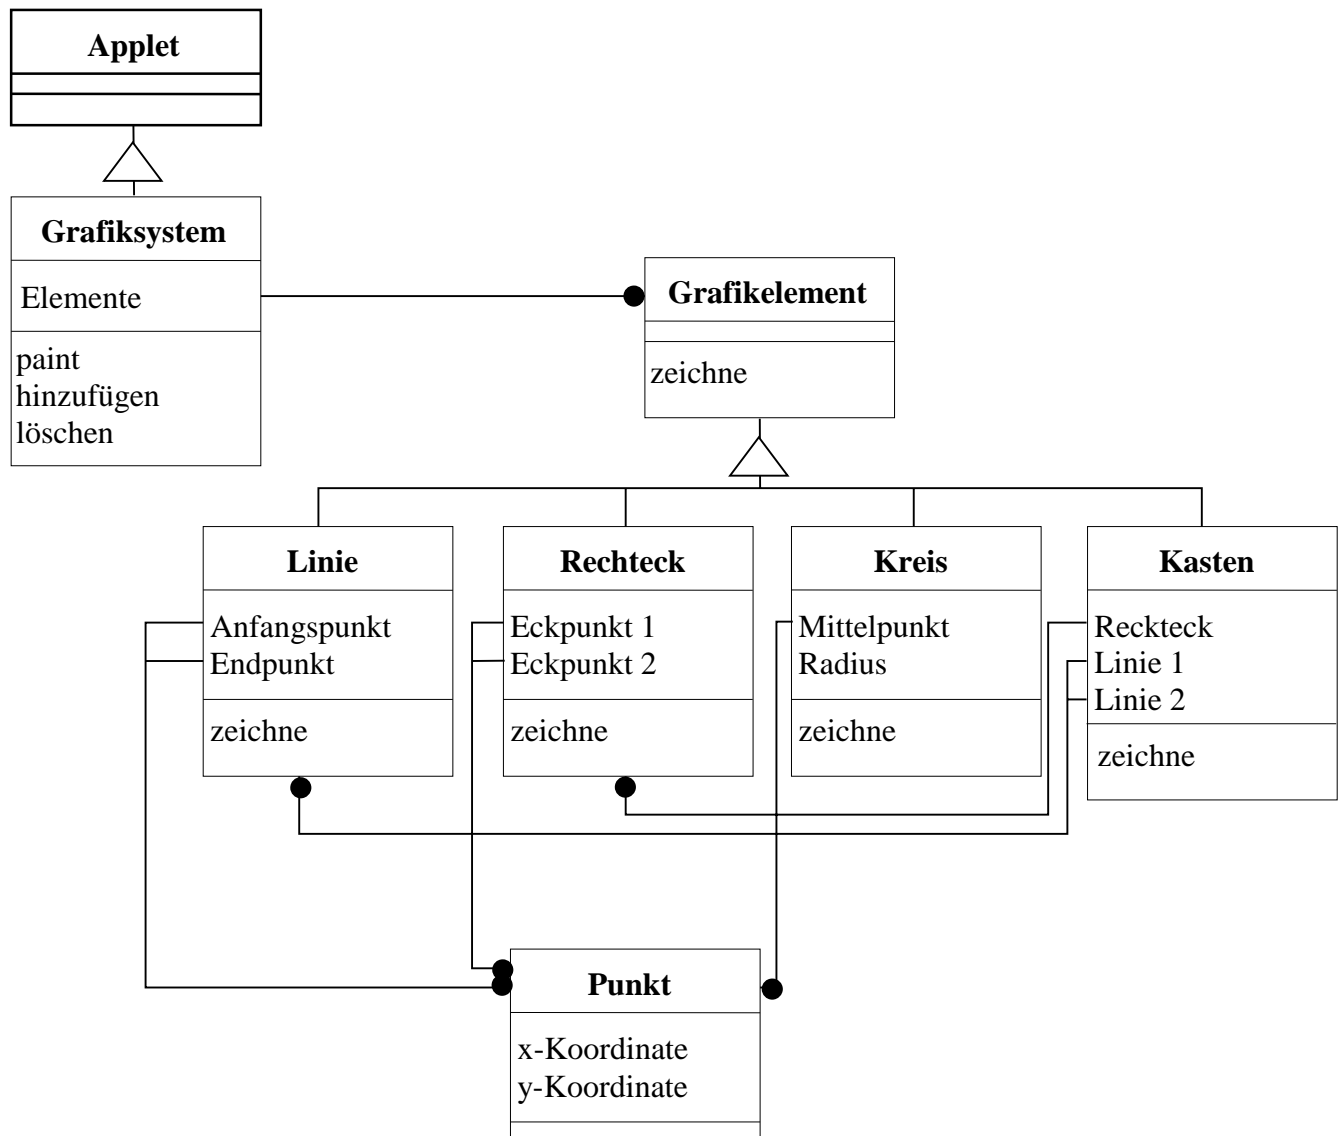 Applet
Grafiksystem
Elemente
paint
hinzufügen
löschen
Grafikelement
zeichne
Linie
Anfangspunkt
Endpunkt
zeichne
Rechteck
Eckpunkt 1
Eckpunkt 2
zeichne
Kreis
Mittelpunkt
Radius
zeichne
Kasten
Reckteck
Linie 1
Linie 2
zeichne
Punkt
x-Koordinate
y-Koordinate